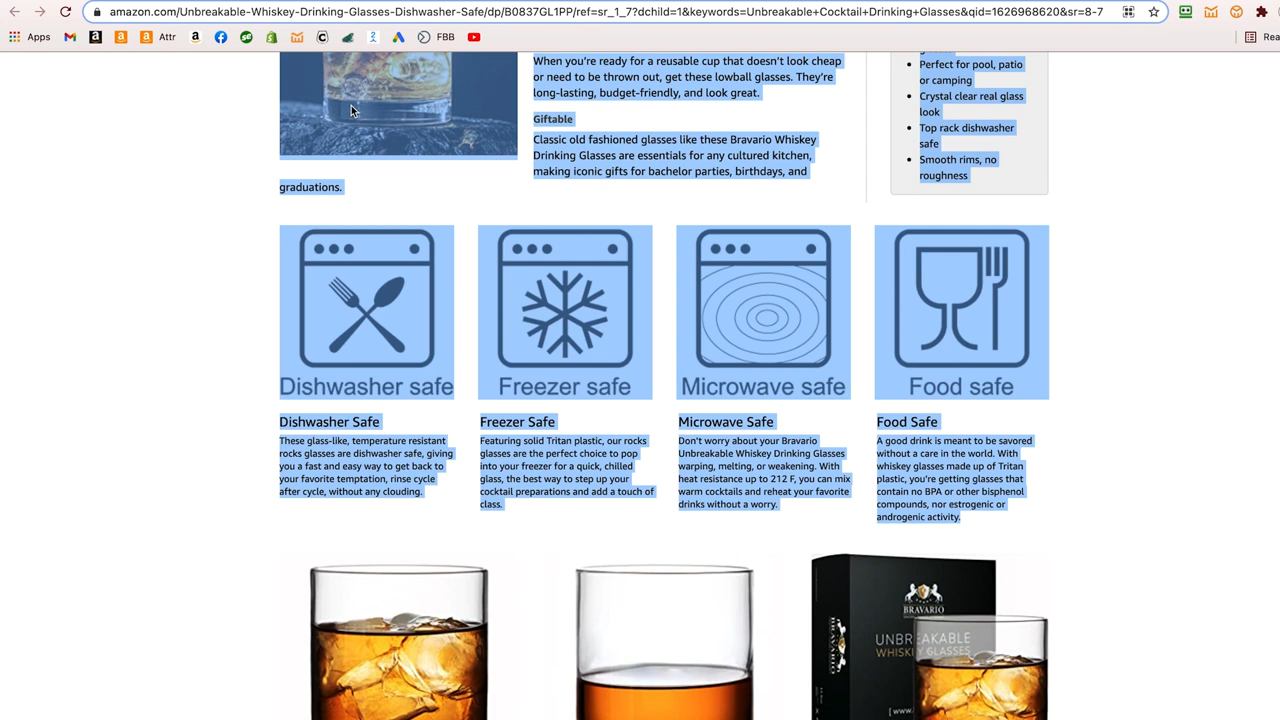 amazon.com/Unbreakable-Whiskey-Drinking-Glasses-Dishwasher-Safe/dp/B0837GL1PP/ref=sr_1_7?dchild=1&keywords=Unbreakable+Cocktail+Drinking+Glasses&qid=1626968620&sr=8-7
Apps
Attr
FBB
Rea
When you're ready for a reusable cup that doesn't look cheap
or need to be thrown out, get these lowball glasses. They're
long-lasting, budget-friendly, and look great.
Giftable
Classic old fashioned glasses like these Bravario Whiskey
Drinking Glasses are essentials for any cultured kitchen,
making iconic gifts for bachelor parties, birthdays, and
graduations.
• Perfect for pool, patio
or camping
• Crystal clear real glass
look
• Top rack dishwasher
safe
• Smooth rims, no
roughness
Dishwasher safe
Freezer safe
Microwave safe
Food safe
Dishwasher Safe
These glass-like, temperature resistant
rocks glasses are dishwasher safe, giving
you a fast and easy way to get back to
your favorite temptation, rinse cycle
after cycle, without any clouding.
Freezer Safe
Featuring solid Tritan plastic, our rocks
glasses are the perfect choice to pop
into your freezer for a quick, chilled
glass, the best way to step up your
cocktail preparations and add a touch of
class.
Microwave Safe
Don't worry about your Bravario
Unbreakable Whiskey Drinking Glasses
warping, melting, or weakening. With
heat resistance up to 212 F, you can mix
warm cocktails and reheat your favorite
drinks without a worry.
Food Safe
A good drink is meant to be savored
without a care in the world. With
whiskey glasses made up of Tritan
plastic, you're getting glasses that
contain no BPA or other bisphenol
compounds, nor estrogenic or
androgenic activity.
BRAVARIO
UNBREAKABLE
WHISKEY GLASSES
BRAVARIO